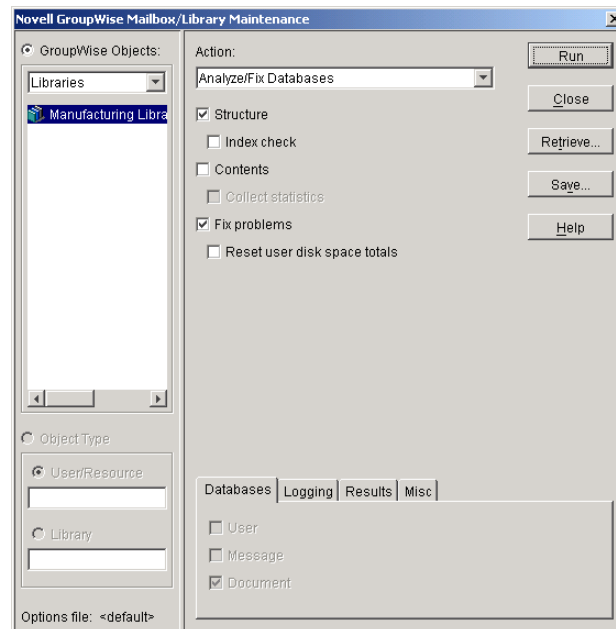 Novell GroupWise Mailbox/Library Maintenance
GroupWise Objects:
Libraries
Manufacturing Libra
Object Type
User/Resource
Library
Options file: <default>
Action:
Analyze/Fix Databases
Structure
Index check
Contents
Collect statistics
Fix problems
Reset user disk space totals
Databases Logging Results Misc
User
Message
Document
Run
Close
Retrieve...
Save...
Help